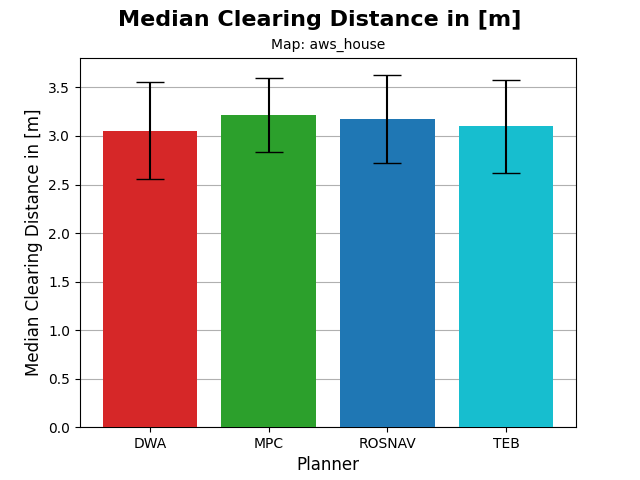 Median Clearing Distance in [m]
Map: aws_house
Median Clearing Distance in [m]
3.5
3.0
2.5
2.0
1.5
1.0
0.5
0.0
DWA
MPC
ROSNAV
TEB
Planner